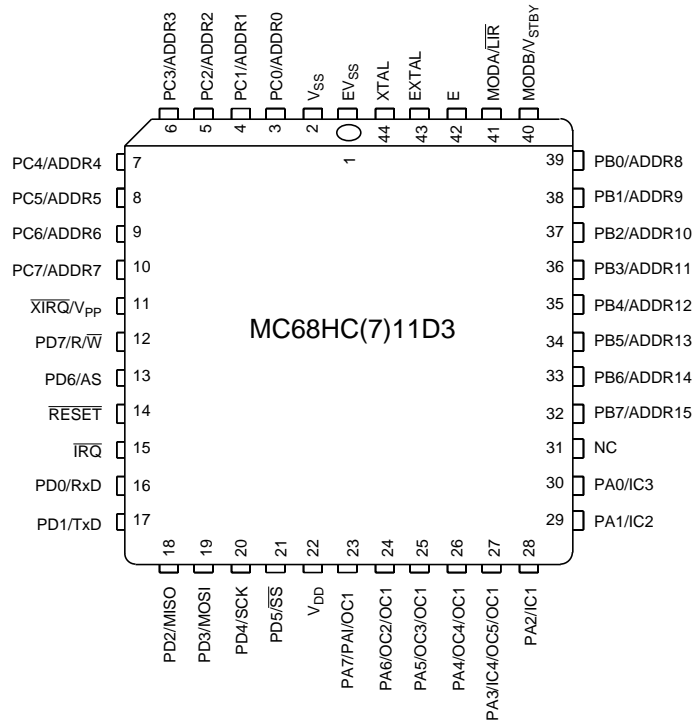 PC3/ADDR3
PC2/ADDR2
PC1/ADDR1
PC0/ADDR0
VSS
EVSS
XTAL
EXTAL
E
MODA/L̅I̅R̅
MODB/VSTBY
6
5
4
3
2
1
44
43
42
41
40
PC4/ADDR4 7
PC5/ADDR5 8
PC6/ADDR6 9
PC7/ADDR7 10
X̅I̅R̅Q̅/VPP 11
PD7/R/W̅ 12
PD6/AS 13
R̅E̅S̅E̅T̅ 14
I̅R̅Q̅ 15
PD0/RxD 16
PD1/TxD 17
MC68HC(7)11D3
39 PB0/ADDR8
38 PB1/ADDR9
37 PB2/ADDR10
36 PB3/ADDR11
35 PB4/ADDR12
34 PB5/ADDR13
33 PB6/ADDR14
32 PB7/ADDR15
31 NC
30 PA0/IC3
29 PA1/IC2
18
19
20
21
22
23
24
25
26
27
28
PD2/MISO
PD3/MOSI
PD4/SCK
PD5/S̅S̅
VDD
PA7/PAI/OC1
PA6/OC2/OC1
PA5/OC3/OC1
PA4/OC4/OC1
PA3/IC4/OC5/OC1
PA2/IC1